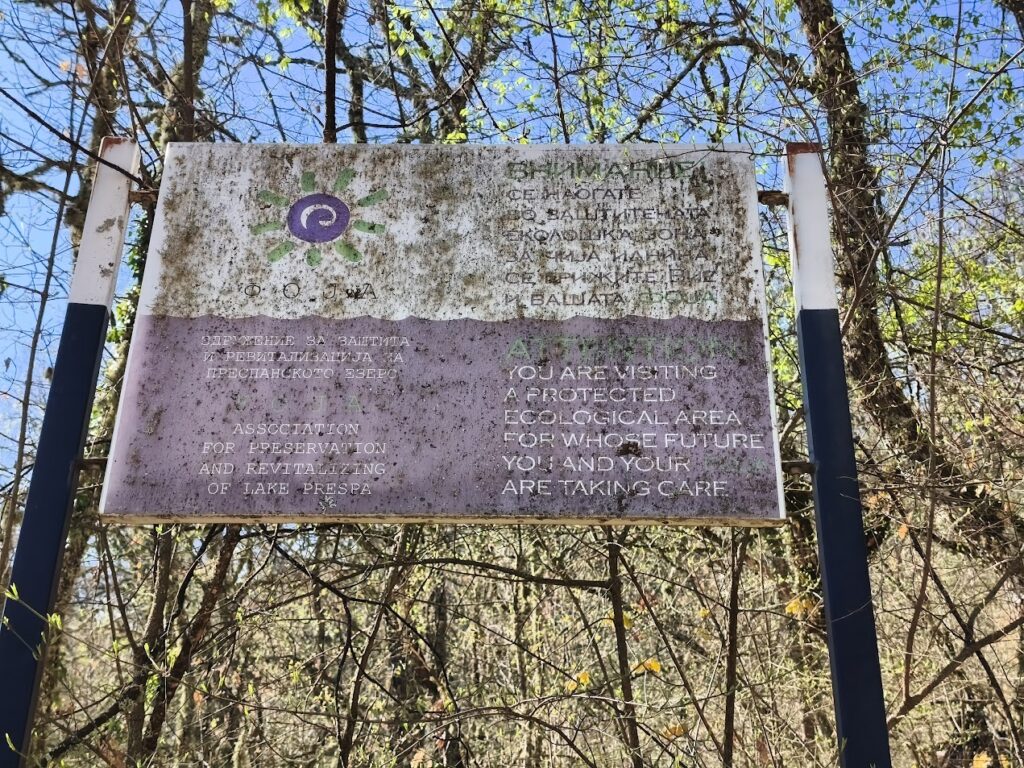 Ф О Ј А
ЗДРУЖЕНИЕ ЗА ЗАШТИТА
И РЕВИТАЛИЗАЦИЈА НА
ПРЕСПАНСКОТО ЕЗЕРО
F O J A
ASSOCIATION
FOR PRESERVATION
AND REVITALIZING
OF LAKE PRESPA
ВНИМАНИЕ!
СЕ НАОЃАТЕ
ВО ЗАШТИТЕНАТА
ЕКОЛОШКА ЗОНА
ЗА ЧИЈА ИДНИНА
СЕ ГРИЖИТЕ ВИЕ
И ВАШАТА ФОЈА
ATTENTION!
YOU ARE VISITING
A PROTECTED
ECOLOGICAL AREA
FOR WHOSE FUTURE
YOU AND YOUR FOJA
ARE TAKING CARE